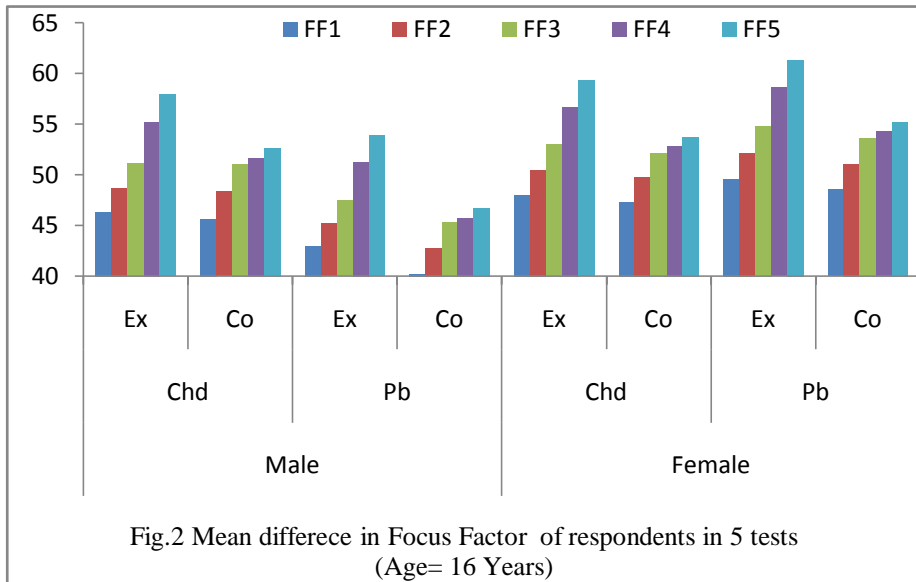 65
FF1 FF2 FF3 FF4 FF5
60
55
50
45
40
Ex Co Ex Co Ex Co Ex Co
Chd Pb Chd Pb
Male Female
Fig.2 Mean differece in Focus Factor of respondents in 5 tests
(Age= 16 Years)